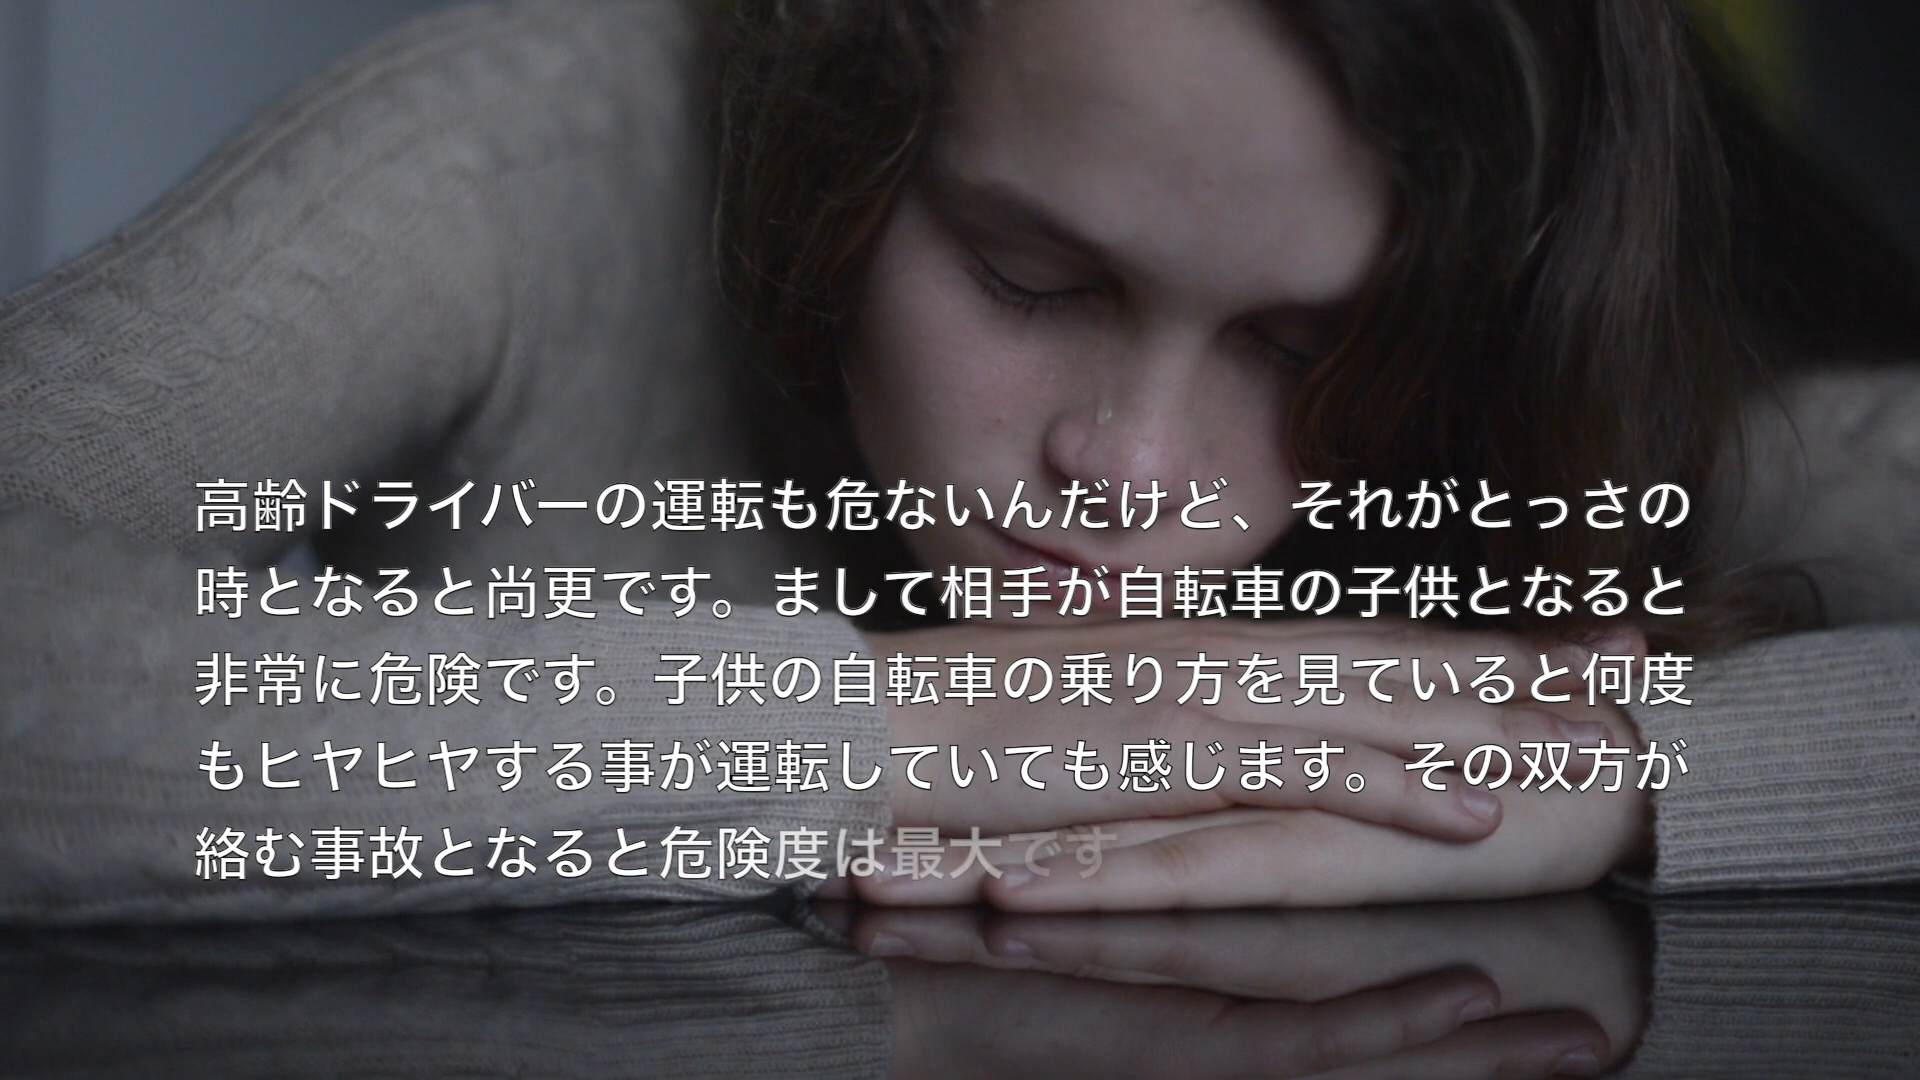 高齢ドライバーの運転も危ないんだけど、それがとっさの
時となると尚更です。まして相手が自転車の子供となると
非常に危険です。子供の自転車の乗り方を見ていると何度
もヒヤヒヤする事が運転していても感じます。その双方が
絡む事故となると危険度は最大です